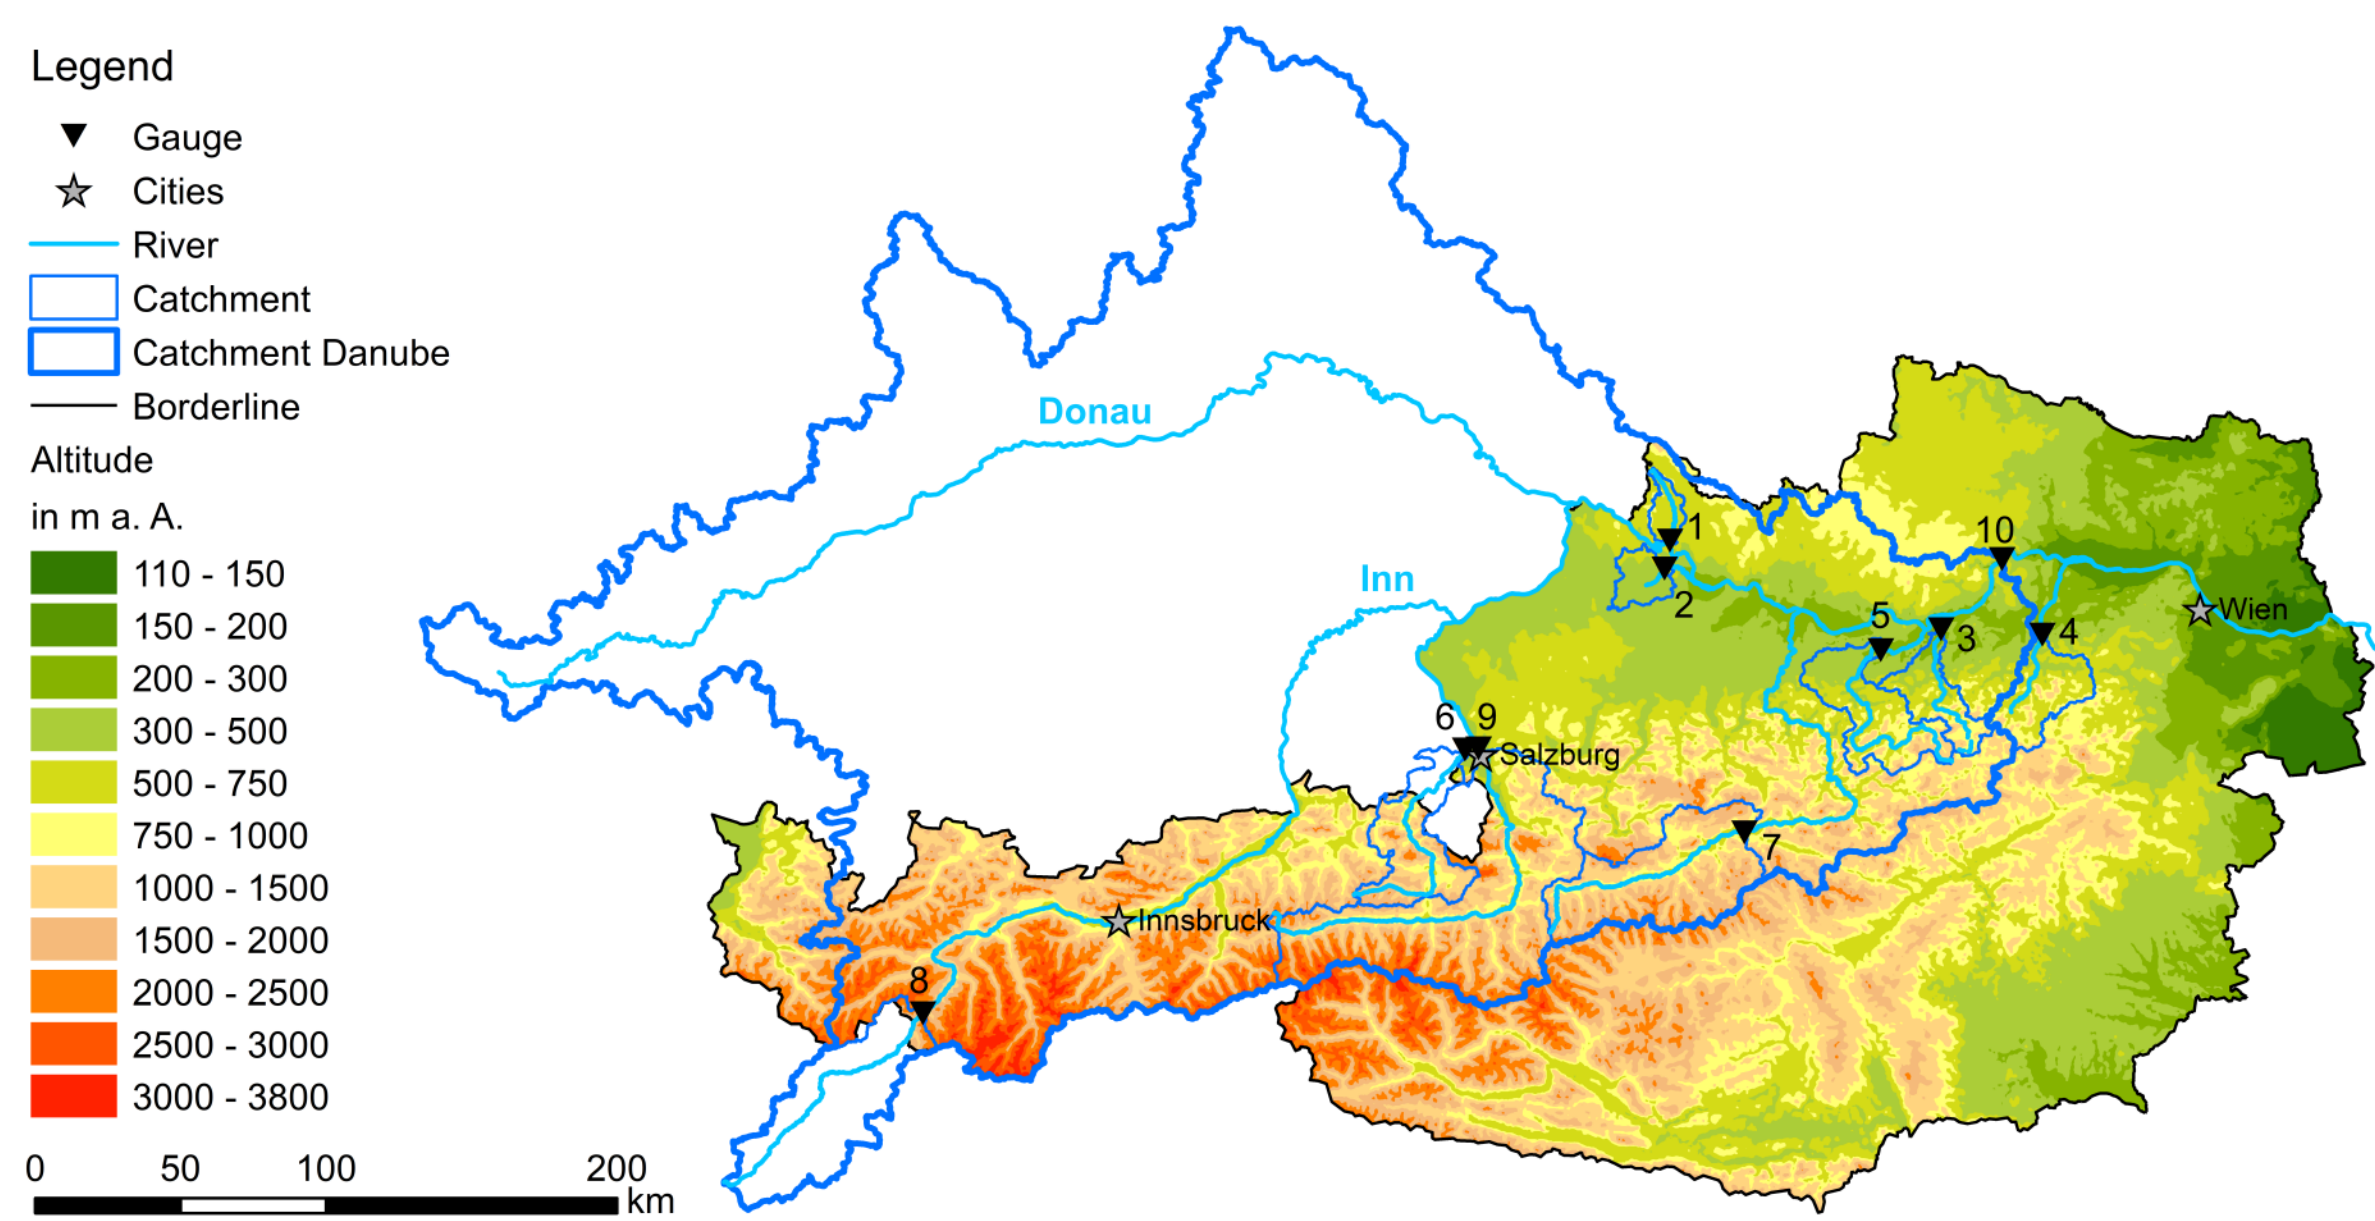 Legend
Gauge
Cities
River
Catchment
Catchment Danube
Borderline
Altitude
in m a. A.
110 - 150
150 - 200
200 - 300
300 - 500
500 - 750
750 - 1000
1000 - 1500
1500 - 2000
2000 - 2500
2500 - 3000
3000 - 3800
0 50 100 200
km
Donau
Inn
1
2
10
5
3
4
Wien
6 9
Salzburg
7
Innsbruck
8